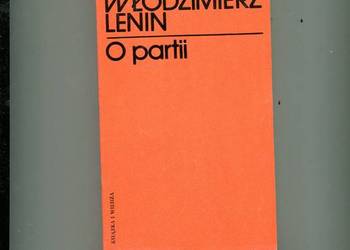 WŁODZIMIERZ
LENIN
O partii
KSIĄŻKA I WIEDZA